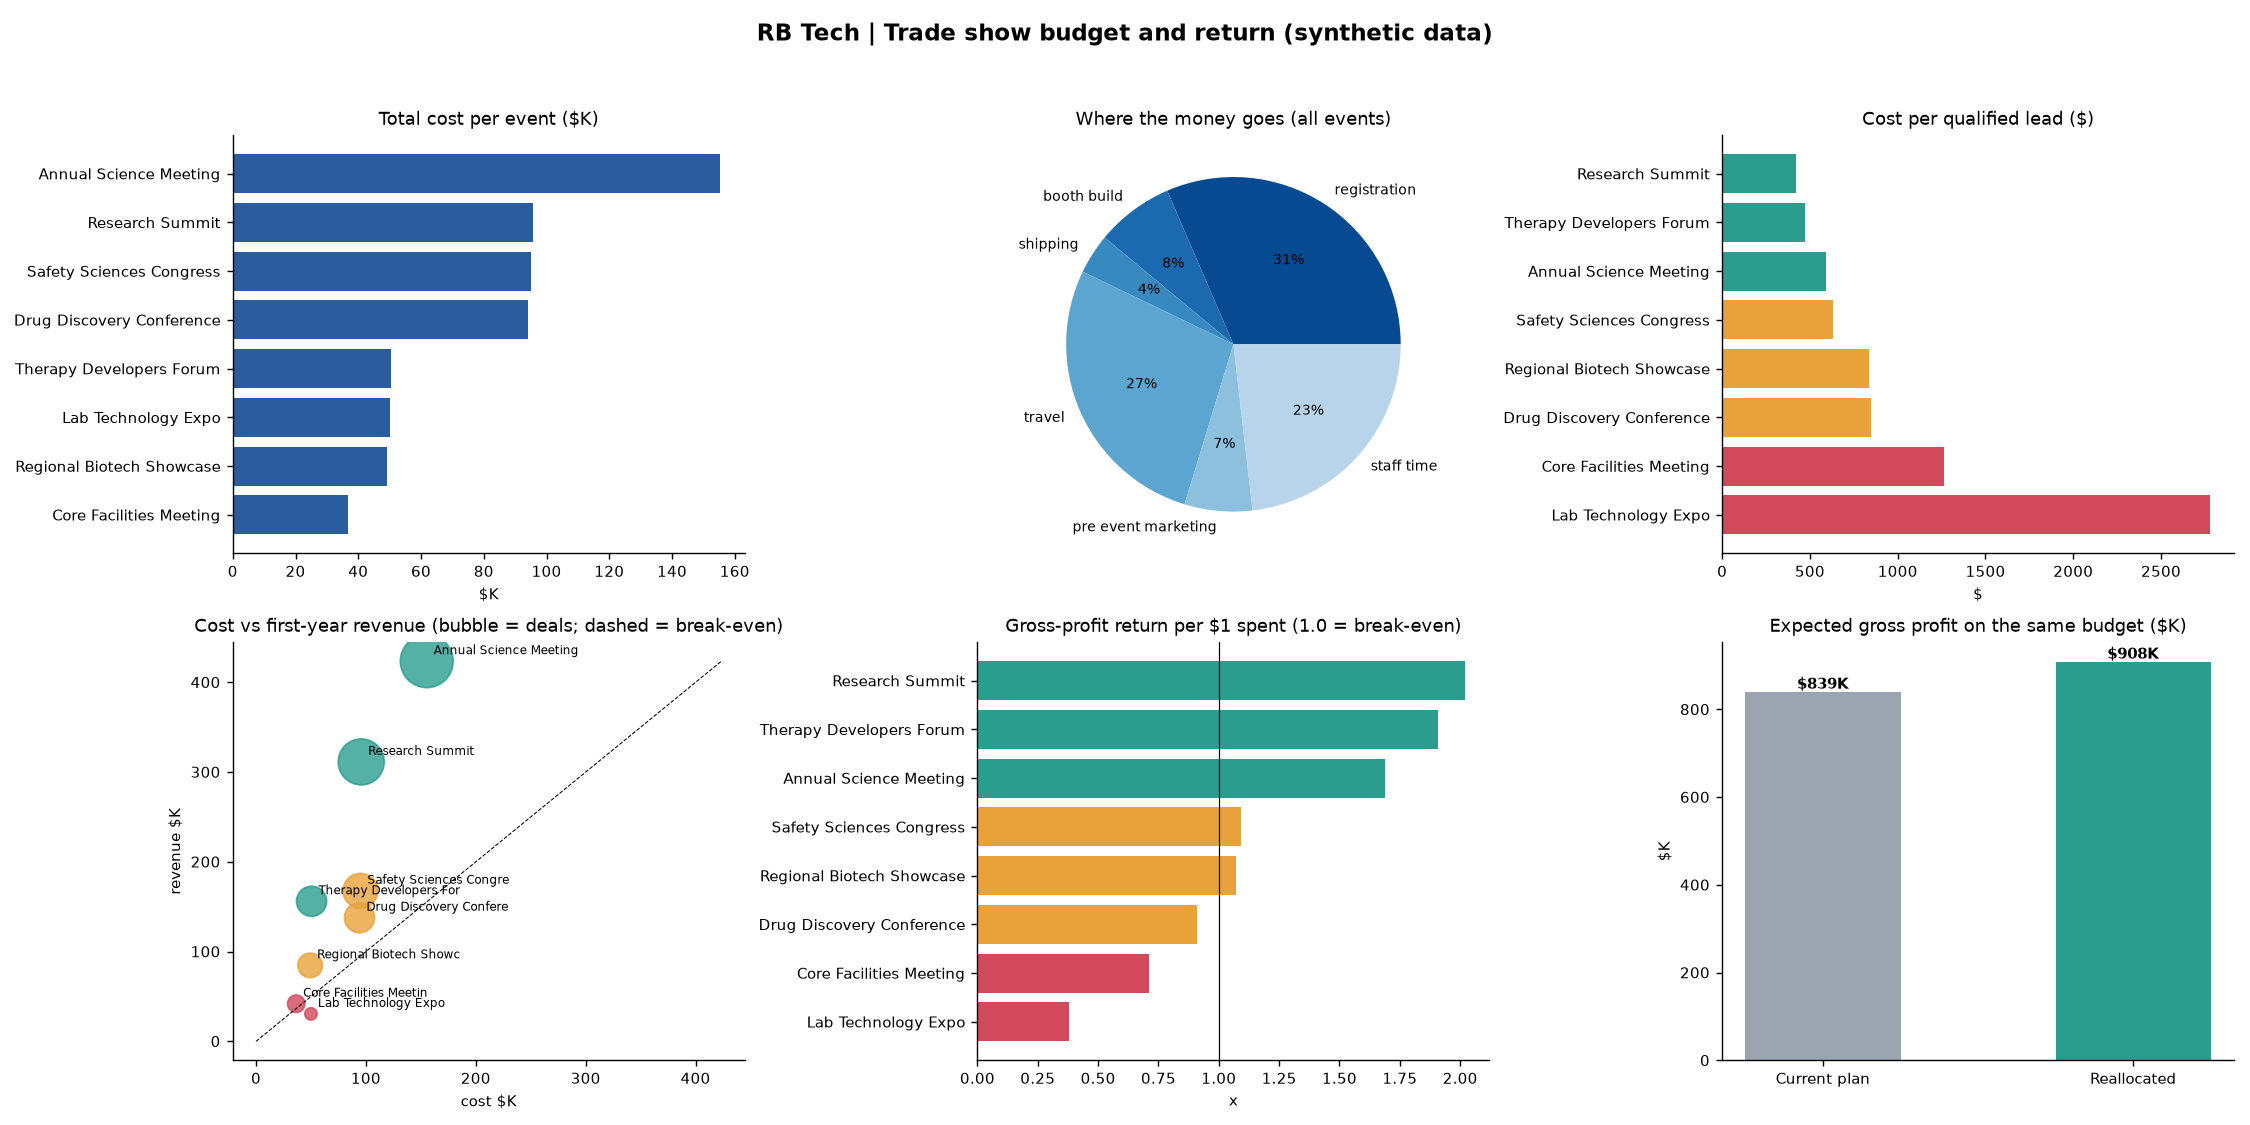 RB Tech | Trade show budget and return (synthetic data)
Total cost per event ($K)
Annual Science Meeting
Research Summit
Safety Sciences Congress
Drug Discovery Conference
Therapy Developers Forum
Lab Technology Expo
Regional Biotech Showcase
Core Facilities Meeting
0 20 40 60 80 100 120 140 160
$K
Where the money goes (all events)
registration
booth build
shipping
travel
pre event marketing
staff time
31%
8%
4%
27%
7%
23%
Cost per qualified lead ($)
Research Summit
Therapy Developers Forum
Annual Science Meeting
Safety Sciences Congress
Regional Biotech Showcase
Drug Discovery Conference
Core Facilities Meeting
Lab Technology Expo
0 500 1000 1500 2000 2500
$
Cost vs first-year revenue (bubble = deals; dashed = break-even)
revenue $K
400
300
200
100
0
Annual Science Meeting
Research Summit
Safety Sciences Congre
Therapy Developers For
Drug Discovery Confere
Regional Biotech Showc
Core Facilities Meetin
Lab Technology Expo
0 100 200 300 400
cost $K
Gross-profit return per $1 spent (1.0 = break-even)
Research Summit
Therapy Developers Forum
Annual Science Meeting
Safety Sciences Congress
Regional Biotech Showcase
Drug Discovery Conference
Core Facilities Meeting
Lab Technology Expo
0.00 0.25 0.50 0.75 1.00 1.25 1.50 1.75 2.00
x
Expected gross profit on the same budget ($K)
$K
800
600
400
200
0
$839K
$908K
Current plan
Reallocated